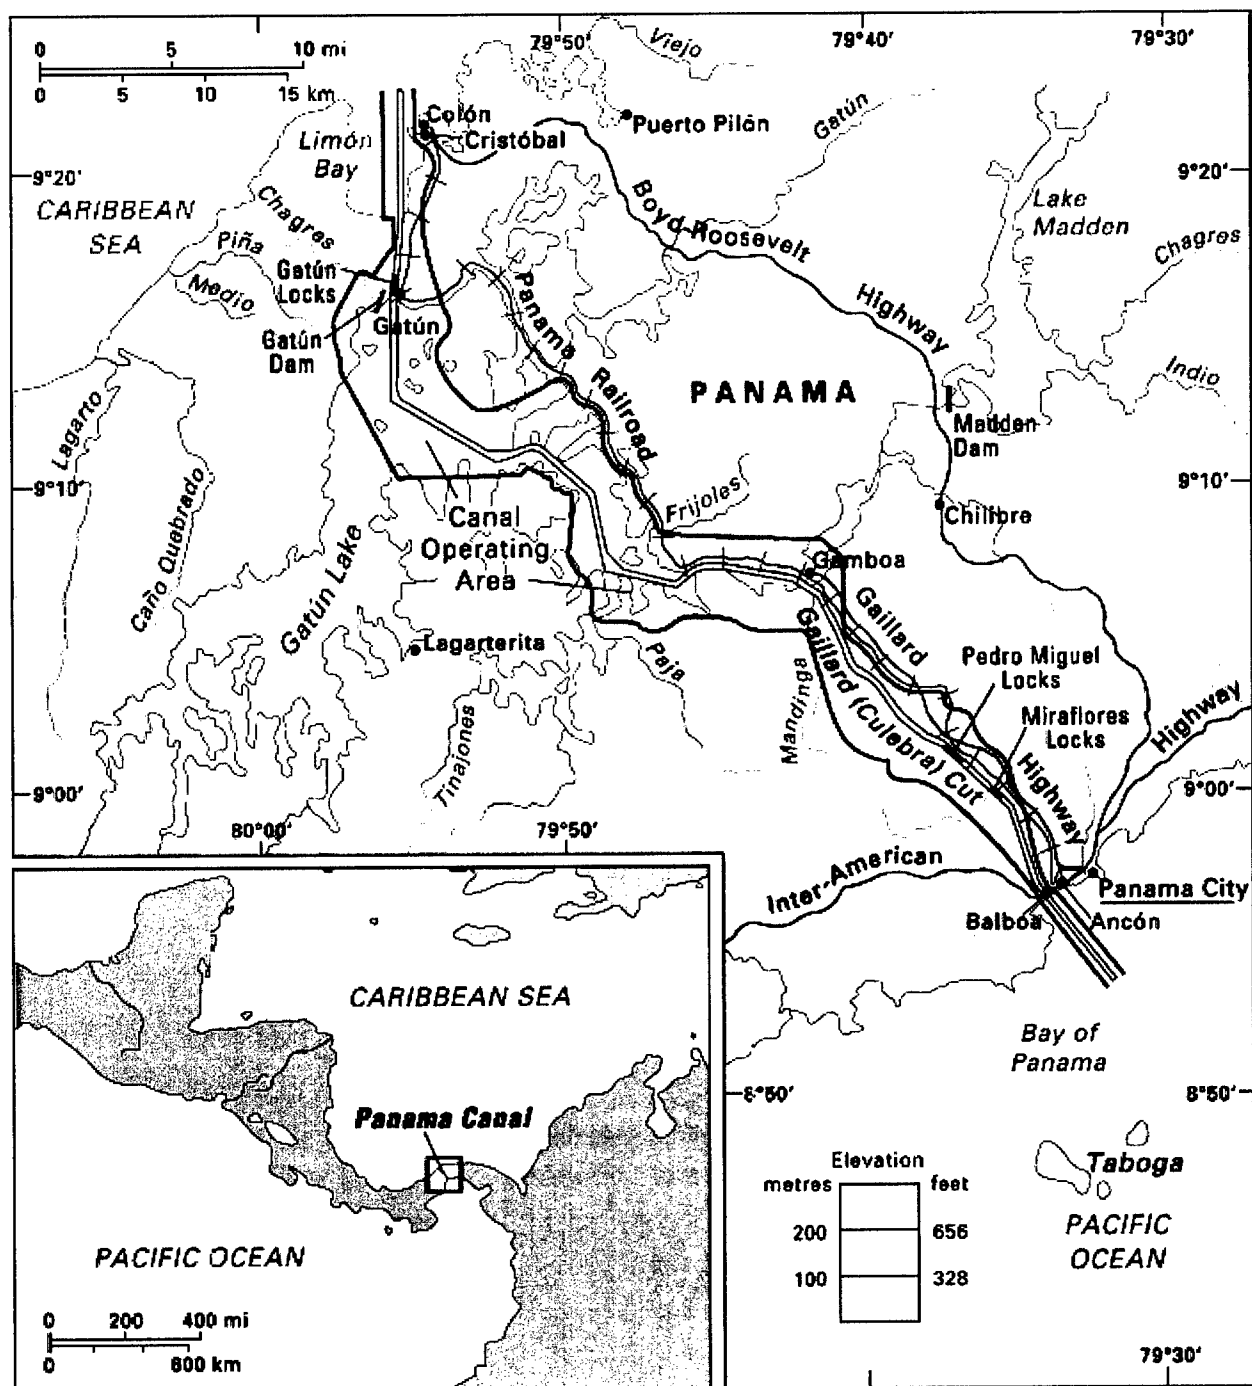 0 5 10 mi
0 5 10 15 km
79°50′
79°40′
79°30′
Viejo
Colón
Cristóbal
Puerto Pilón
Gatún
Limón
Bay
9°20′
9°20′
CARIBBEAN
SEA
Chagres
Piña
Medio
Boyd-Roosevelt
Highway
Lake
Madden
Chagres
Gatún
Locks
Gatún
Gatún
Dam
Panama
Railroad
PANAMA
Indio
Madden
Dam
Lagarto
Caño Quebrado
9°10′
9°10′
Frijoles
Chilibre
Canal
Operating
Area
Gatún Lake
Gamboa
Gaillard
Highway
Gaillard (Culebra) Cut
Lagarterita
Paja
Mandinga
Pedro Miguel
Locks
Miraflores
Locks
Highway
Tinajones
9°00′
9°00′
80°00′
79°50′
Inter-American
Panama City
Balboa
Ancón
CARIBBEAN SEA
Bay of
Panama
8°50′
8°50′
Panama Canal
Taboga
PACIFIC OCEAN
PACIFIC
OCEAN
Elevation
metres feet
200 656
100 328
0 200 400 mi
0 600 km
79°30′